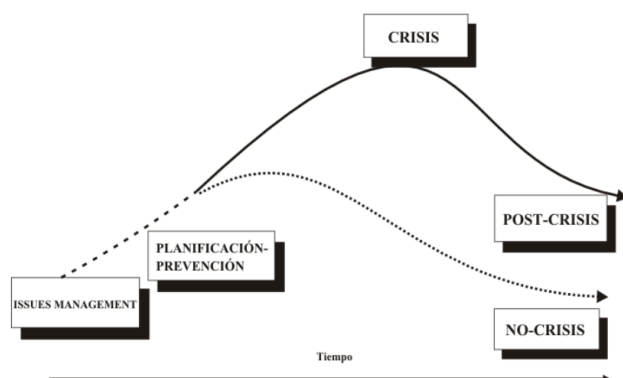 CRISIS
POST-CRISIS
PLANIFICACIÓN-
PREVENCIÓN
ISSUES MANAGEMENT
NO-CRISIS
Tiempo